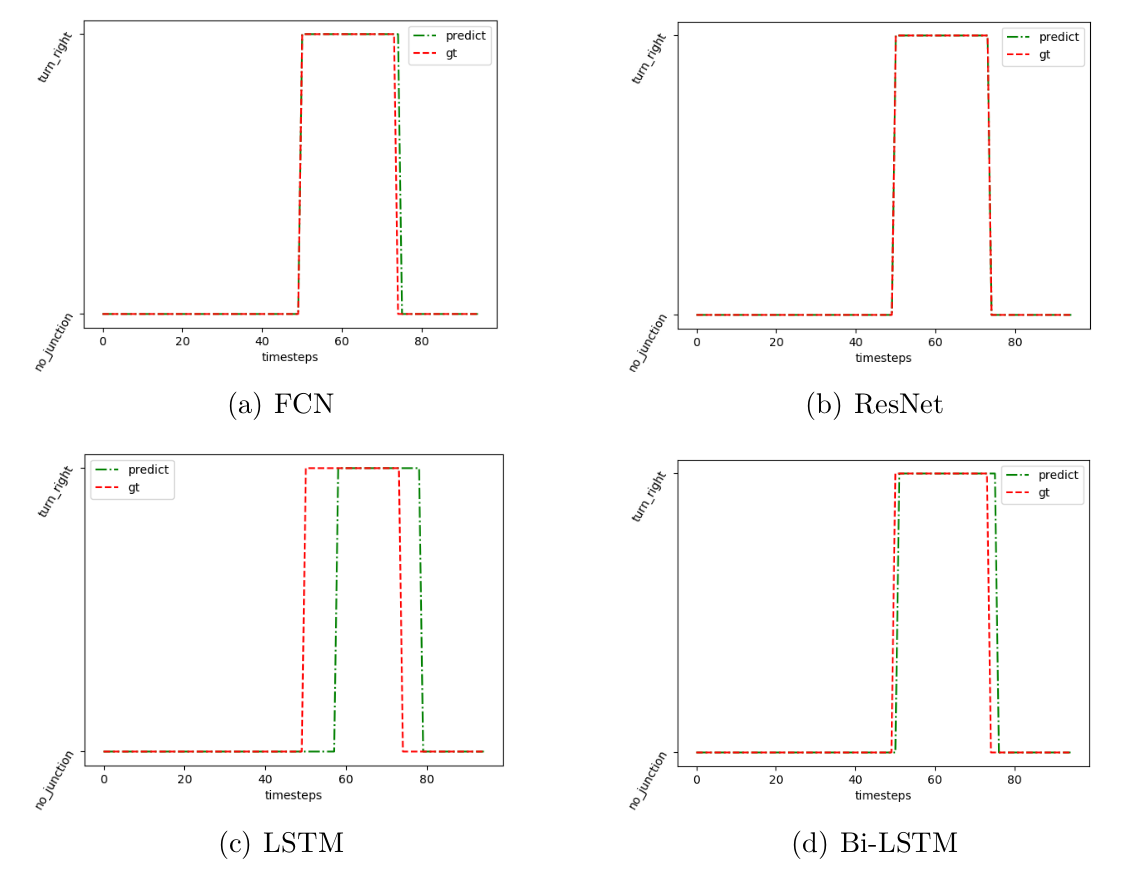 turn_right
no_junction
predict
gt
0 20 40 60 80
timesteps
(a) FCN
turn_right
no_junction
predict
gt
0 20 40 60 80
timesteps
(b) ResNet
turn_right
no_junction
predict
gt
0 20 40 60 80
timesteps
(c) LSTM
turn_right
no_junction
predict
gt
0 20 40 60 80
timesteps
(d) Bi-LSTM